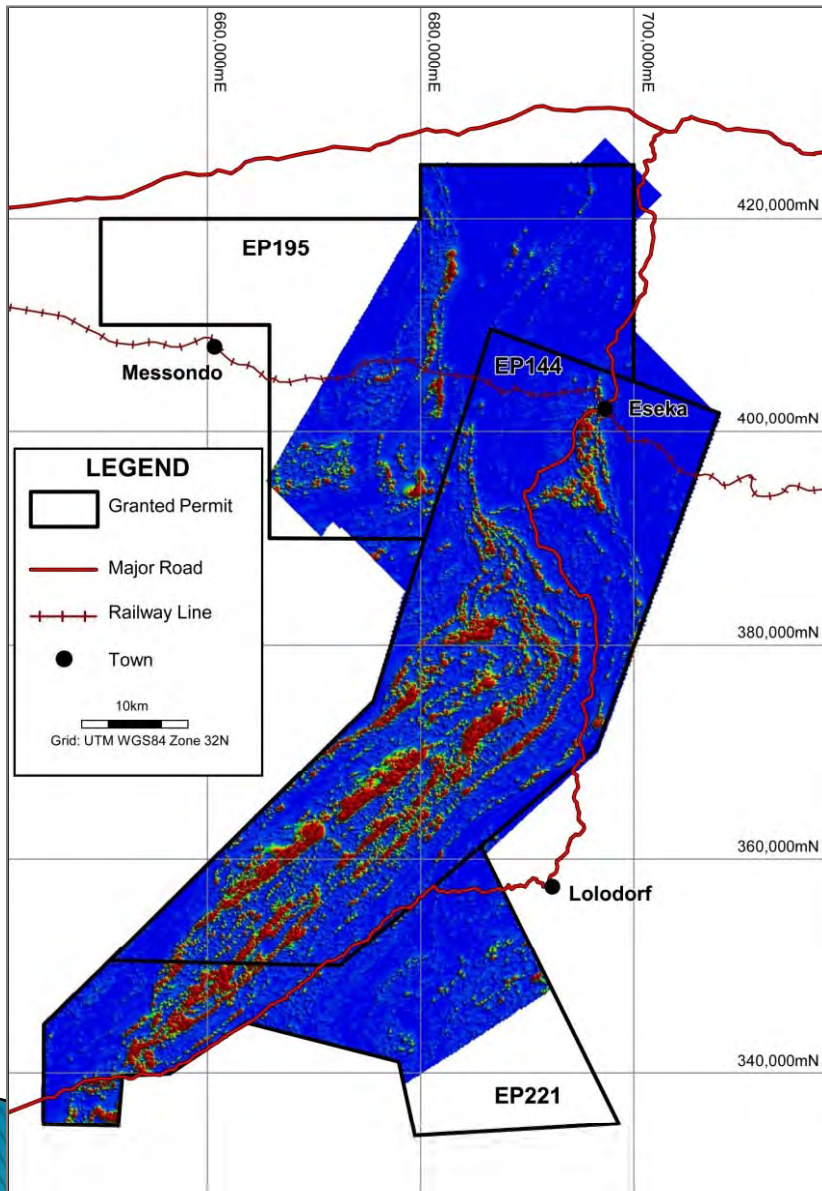 660,000mE
680,000mE
700,000mE
420,000mN
EP195
Messondo
EP144
Eseka
400,000mN
LEGEND
Granted Permit
Major Road
Railway Line
Town
10km
Grid: UTM WGS84 Zone 32N
380,000mN
360,000mN
Lolodorf
340,000mN
EP221